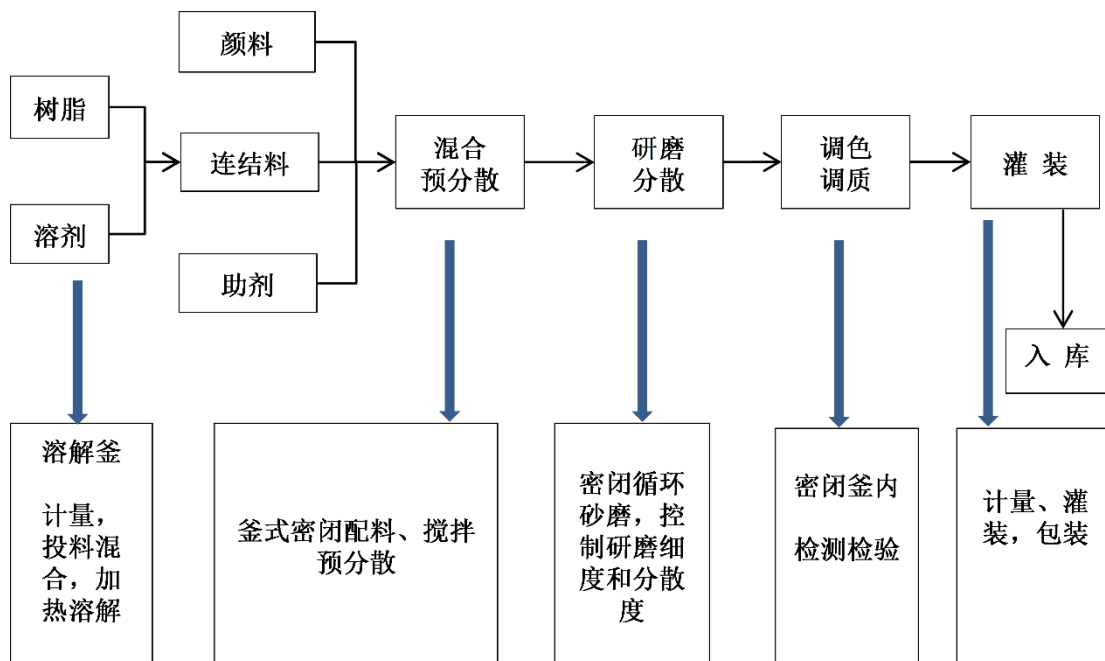 颜料
树脂
连结料
溶剂
助剂
混合
预分散
研磨
分散
调色
调质
灌 装
入 库
溶解釜
计量，
投料混
合，加
热溶解
釜式密闭配料、搅拌
预分散
密闭循环
砂磨，控
制研磨细
度和分散
度
密闭釜内
检测检验
计量、灌
装，包装